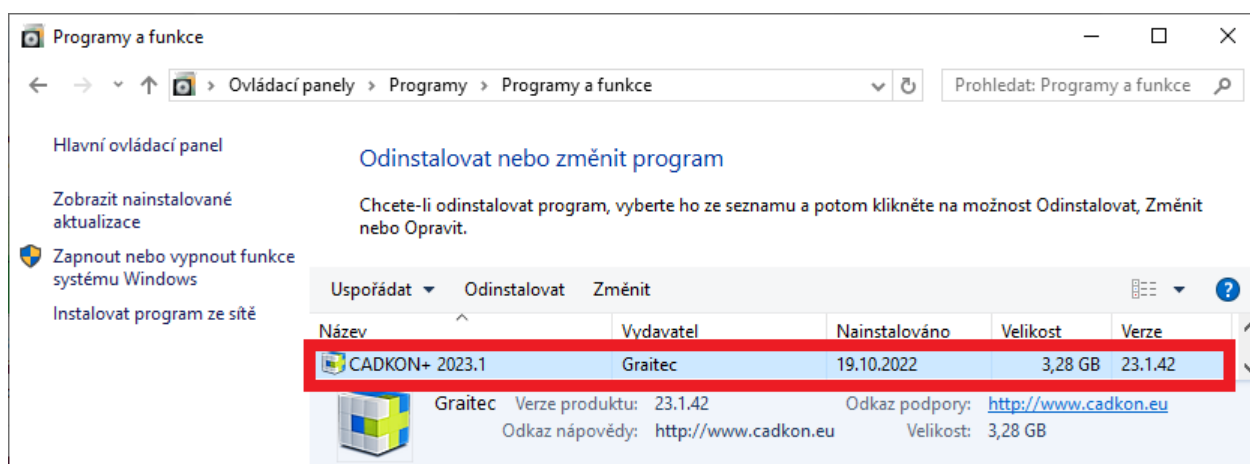 Programy a funkce
Ovládací panely > Programy > Programy a funkce
Prohledat: Programy a funkce
Hlavní ovládací panel
Zobrazit nainstalované
aktualizace
Zapnout nebo vypnout funkce
systému Windows
Instalovat program ze sítě
Odinstalovat nebo změnit program
Chcete-li odinstalovat program, vyberte ho ze seznamu a potom klikněte na možnost Odinstalovat, Změnit
nebo Opravit.
Uspořádat Odinstalovat Změnit
Název Vydavatel Nainstalováno Velikost Verze
CADKON+ 2023.1 Graitec 19.10.2022 3,28 GB 23.1.42
Graitec Verze produktu: 23.1.42 Odkaz podpory: http://www.cadkon.eu
Odkaz nápovědy: http://www.cadkon.eu Velikost: 3,28 GB